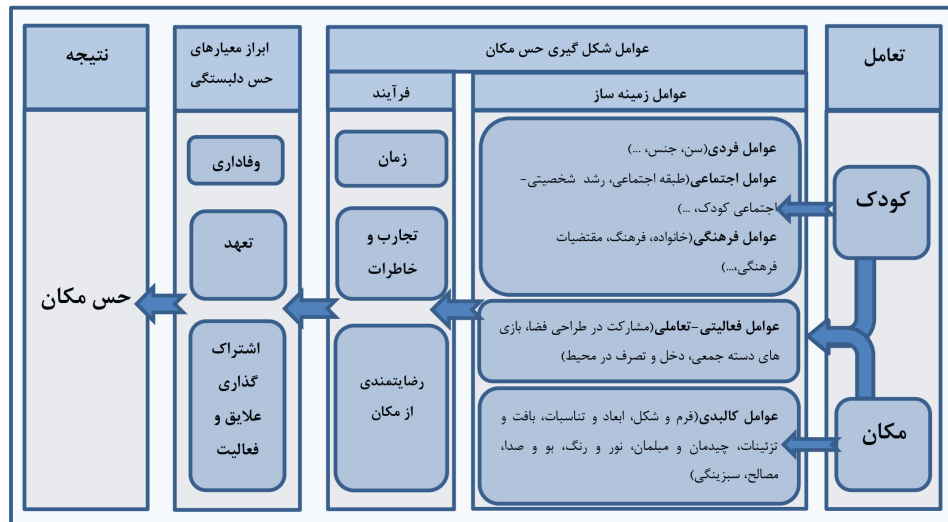 تعامل
کودک
مکان
عوامل شکل گیری حس مکان
عوامل زمینه ساز
عوامل فردی(سن، جنس، ...)
عوامل اجتماعی(طبقه اجتماعی، رشد شخصیتی-
اجتماعی کودک، ...)
عوامل فرهنگی(خانواده، فرهنگ، مقتضیات
فرهنگی،...)
عوامل فعالیتی-تعاملی(مشارکت در طراحی فضا، بازی
های دسته جمعی، دخل و تصرف در محیط)
عوامل کالبدی(فرم و شکل، ابعاد و تناسبات، بافت و
تزئینات، چیدمان و مبلمان، نور و رنگ، بو و صدا،
مصالح، سبزینگی)
فرآیند
زمان
تجارب و
خاطرات
رضایتمندی
از مکان
ابراز معیارهای
حس دلبستگی
وفاداری
تعهد
اشتراک
گذاری
علایق و
فعالیت
نتیجه
حس مکان